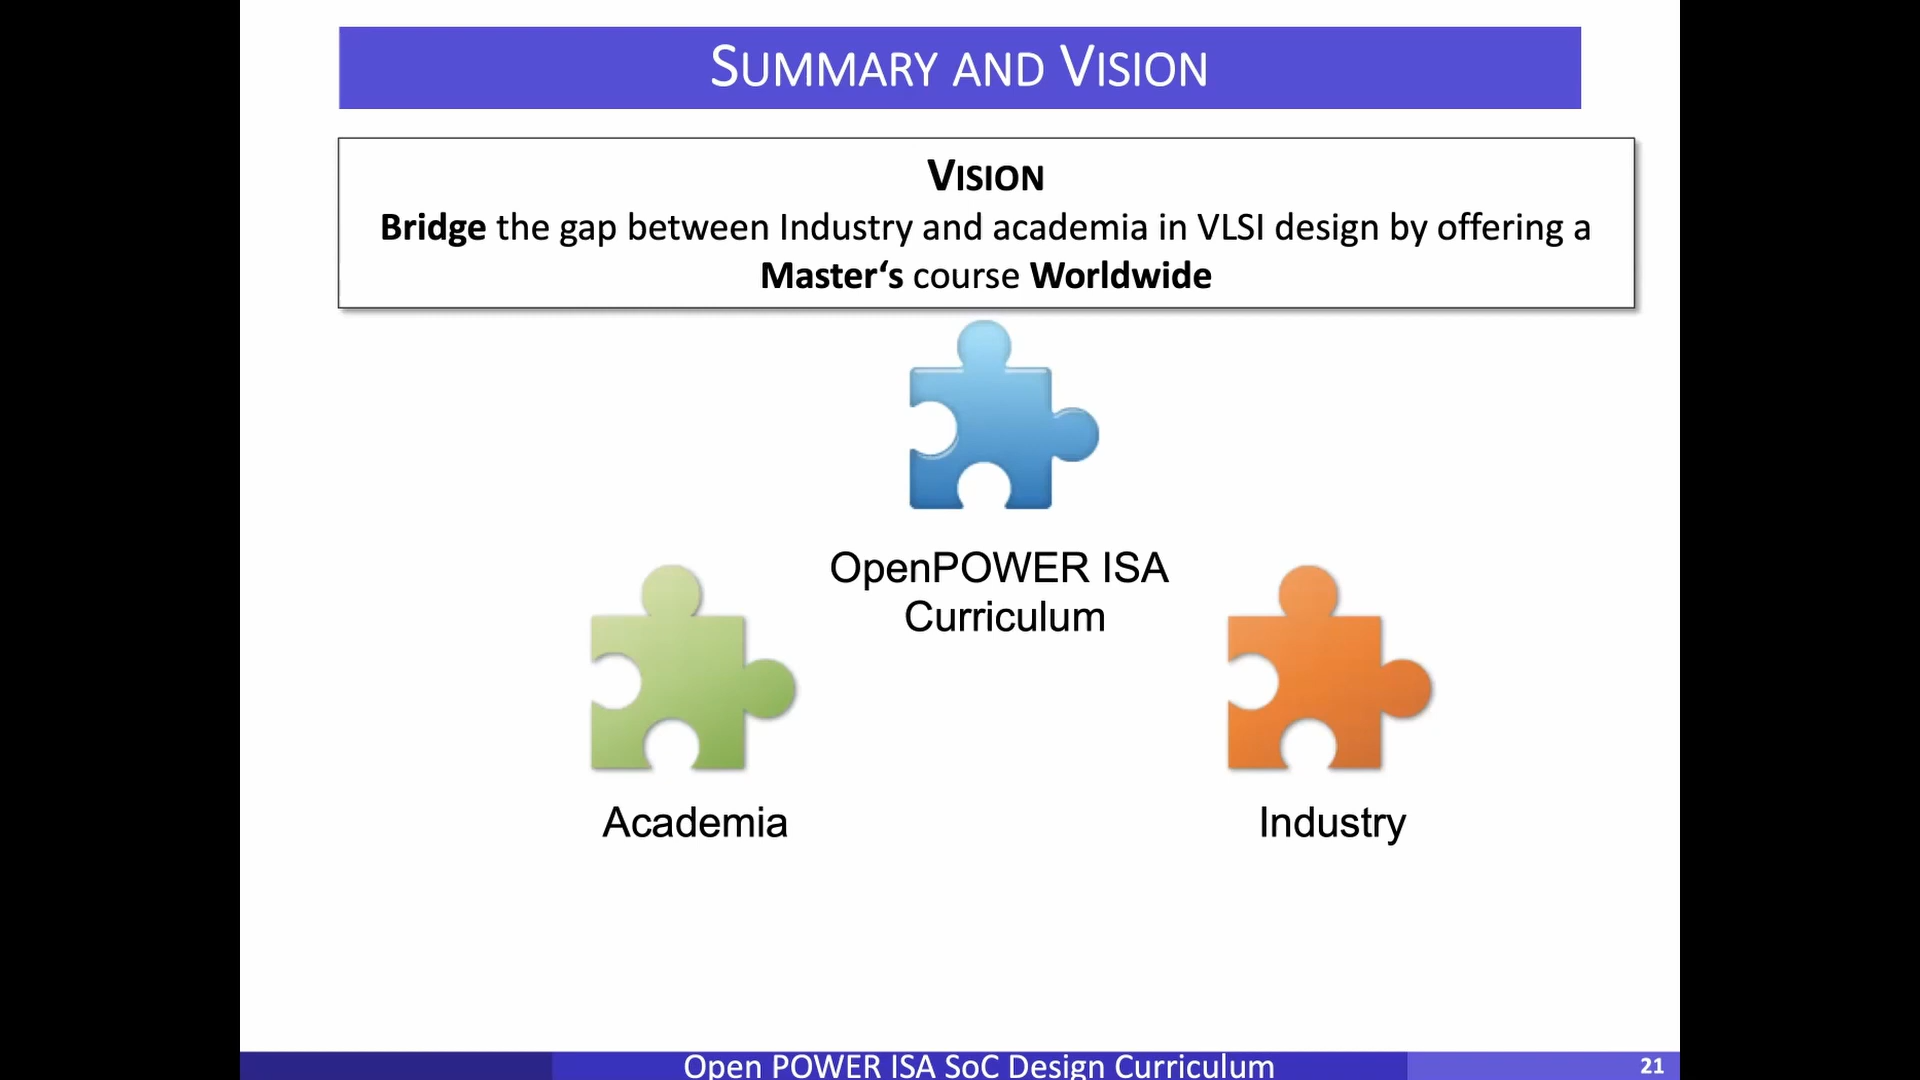 SUMMARY AND VISION
VISION
Bridge the gap between Industry and academia in VLSI design by offering a
Master‘s course Worldwide
OpenPOWER ISA
Curriculum
Academia
Industry
Open POWER ISA SoC Design Curriculum
21